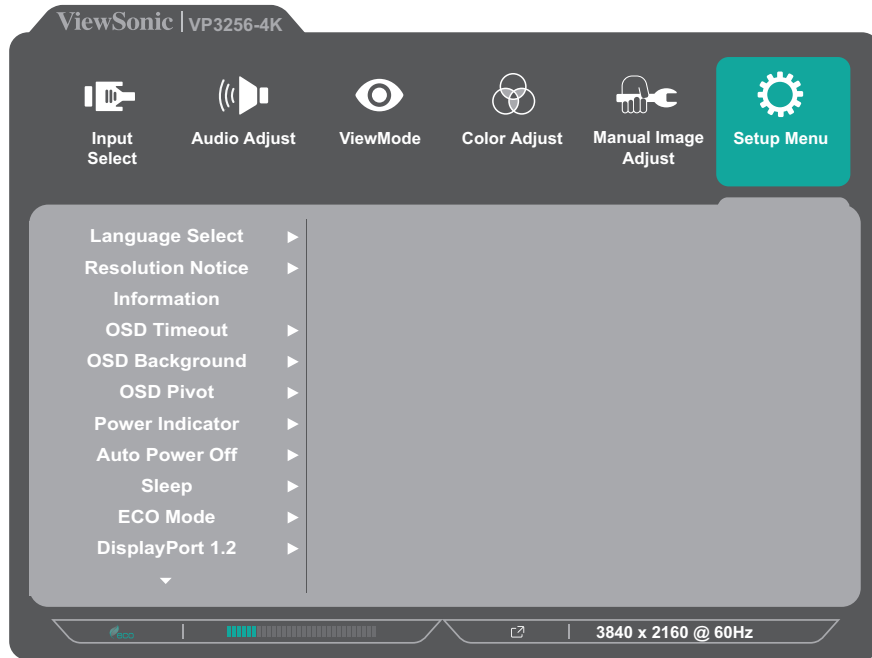 ViewSonic | VP3256-4K
Input
Select
Audio Adjust
ViewMode
Color Adjust
Manual Image
Adjust
Setup Menu
Language Select
Resolution Notice
Information
OSD Timeout
OSD Background
OSD Pivot
Power Indicator
Auto Power Off
Sleep
ECO Mode
DisplayPort 1.2
eco
3840 x 2160 @ 60Hz